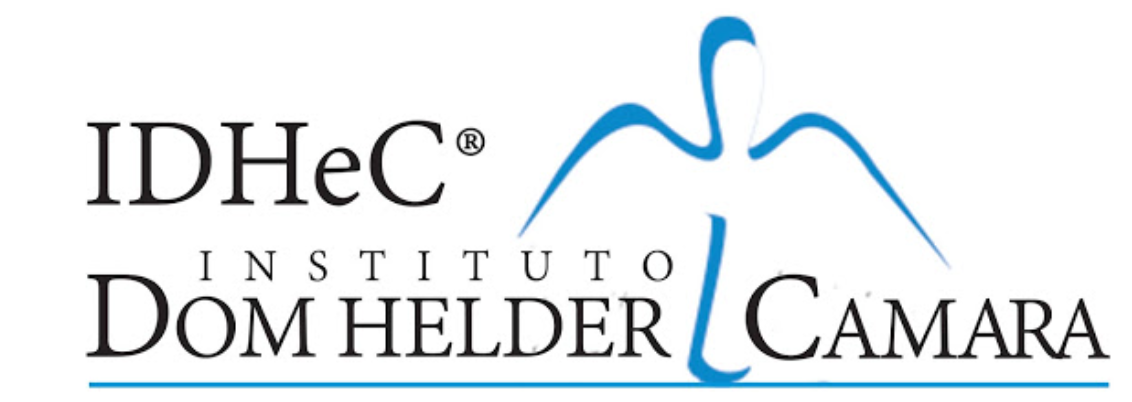 IDHeC®
INSTITUTO
DOM HELDER CAMARA